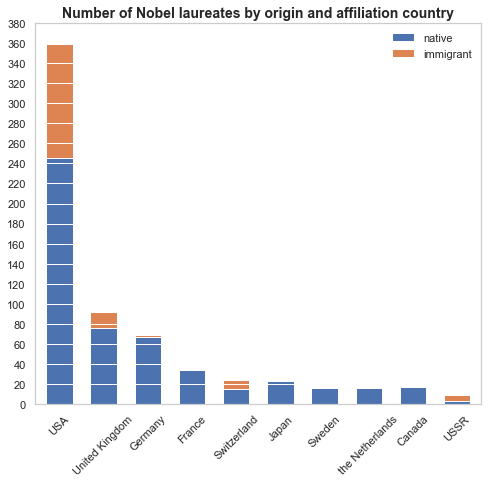 Number of Nobel laureates by origin and affiliation country
native
immigrant
380
360
340
320
300
280
260
240
220
200
180
160
140
120
100
80
60
40
20
0
USA
United Kingdom
Germany
France
Switzerland
Japan
Sweden
the Netherlands
Canada
USSR